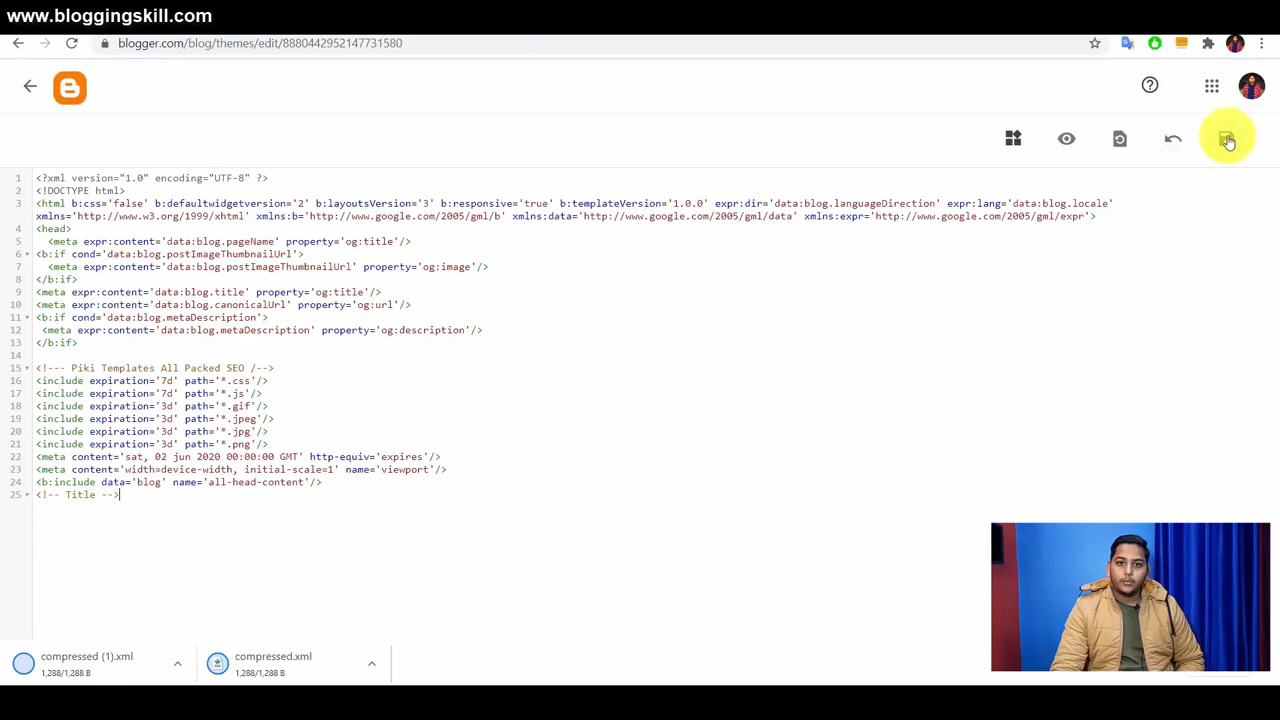 www.bloggingskill.com
blogger.com/blog/themes/edit/8880442952147731580
1 <?xml version="1.0" encoding="UTF-8" ?>
2 <!DOCTYPE html>
3 <html b:css='false' b:defaultwidgetversion='2' b:layoutsVersion='3' b:responsive='true' b:templateVersion='1.0.0' expr:dir='data:blog.languageDirection' expr:lang='data:blog.locale'
xmlns='http://www.w3.org/1999/xhtml' xmlns:b='http://www.google.com/2005/gml/b' xmlns:data='http://www.google.com/2005/gml/data' xmlns:expr='http://www.google.com/2005/gml/expr'>
4 <head>
5 <meta expr:content='data:blog.pageName' property='og:title'/>
6 <b:if cond='data:blog.postImageThumbnailUrl'>
7 <meta expr:content='data:blog.postImageThumbnailUrl' property='og:image'/>
8 </b:if>
9 <meta expr:content='data:blog.title' property='og:title'/>
10 <meta expr:content='data:blog.canonicalUrl' property='og:url'/>
11 <b:if cond='data:blog.metaDescription'>
12 <meta expr:content='data:blog.metaDescription' property='og:description'/>
13 </b:if>
14
15 <!--- Piki Templates All Packed SEO /-->
16 <include expiration='7d' path='*.css'/>
17 <include expiration='7d' path='*.js'/>
18 <include expiration='3d' path='*.gif'/>
19 <include expiration='3d' path='*.jpeg'/>
20 <include expiration='3d' path='*.jpg'/>
21 <include expiration='3d' path='*.png'/>
22 <meta content='sat, 02 jun 2020 00:00:00 GMT' http-equiv='expires'/>
23 <meta content='width=device-width, initial-scale=1' name='viewport'/>
24 <b:include data='blog' name='all-head-content'/>
25 <!-- Title -->
compressed (1).xml
1,288/1,288 B
compressed.xml
1,288/1,288 B